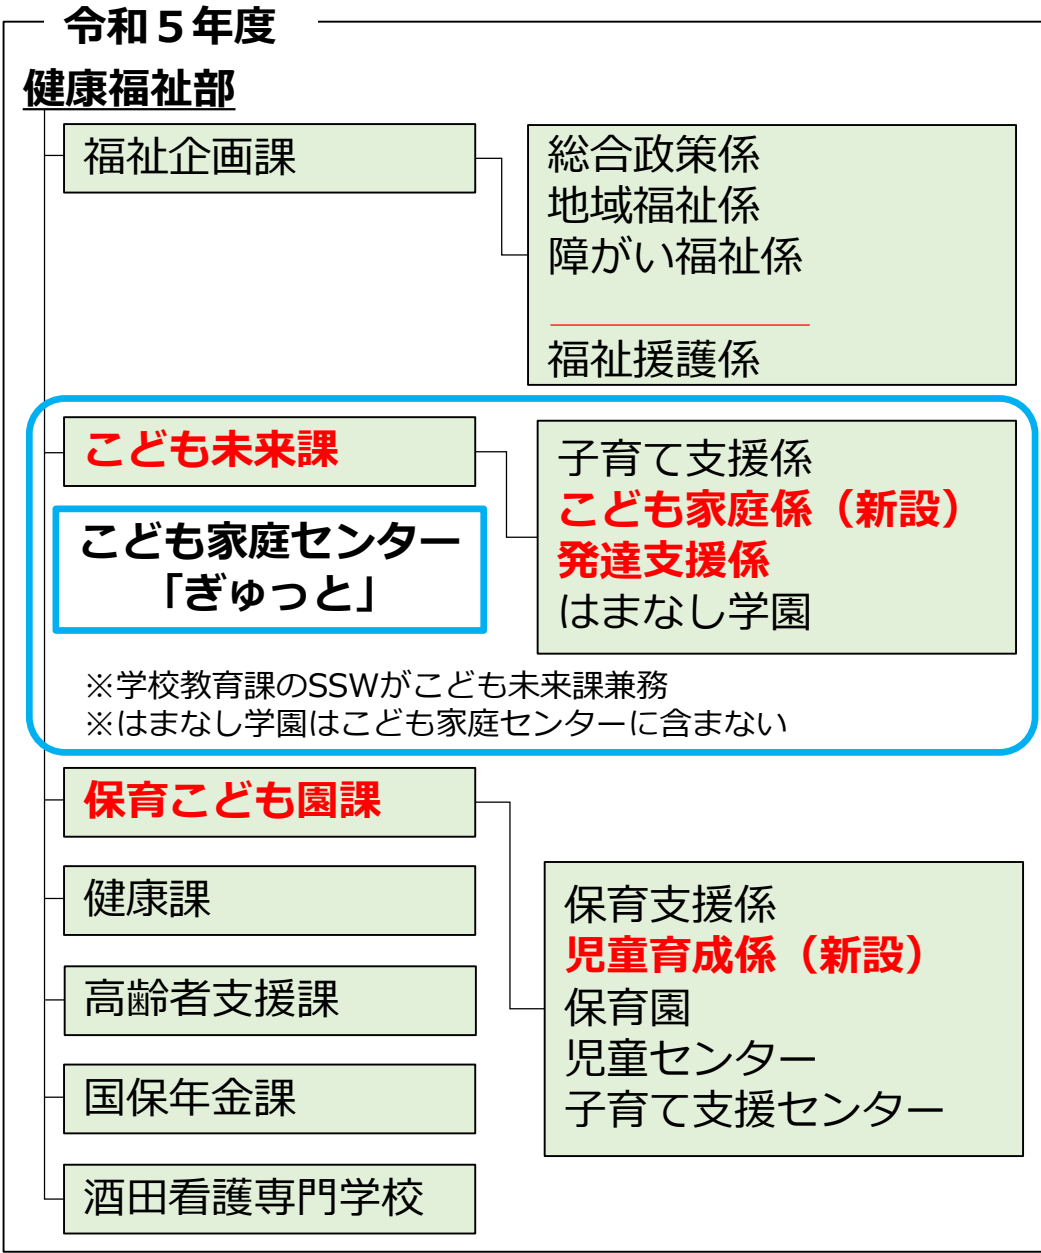 令和５年度
健康福祉部
福祉企画課
総合政策係
地域福祉係
障がい福祉係
福祉援護係
こども未来課
子育て支援係
こども家庭係（新設）
発達支援係
はまなし学園
こども家庭センター
「ぎゅっと」
※学校教育課のSSWがこども未来課兼務
※はまなし学園はこども家庭センターに含まない
保育こども園課
保育支援係
児童育成係（新設）
保育園
児童センター
子育て支援センター
健康課
高齢者支援課
国保年金課
酒田看護専門学校